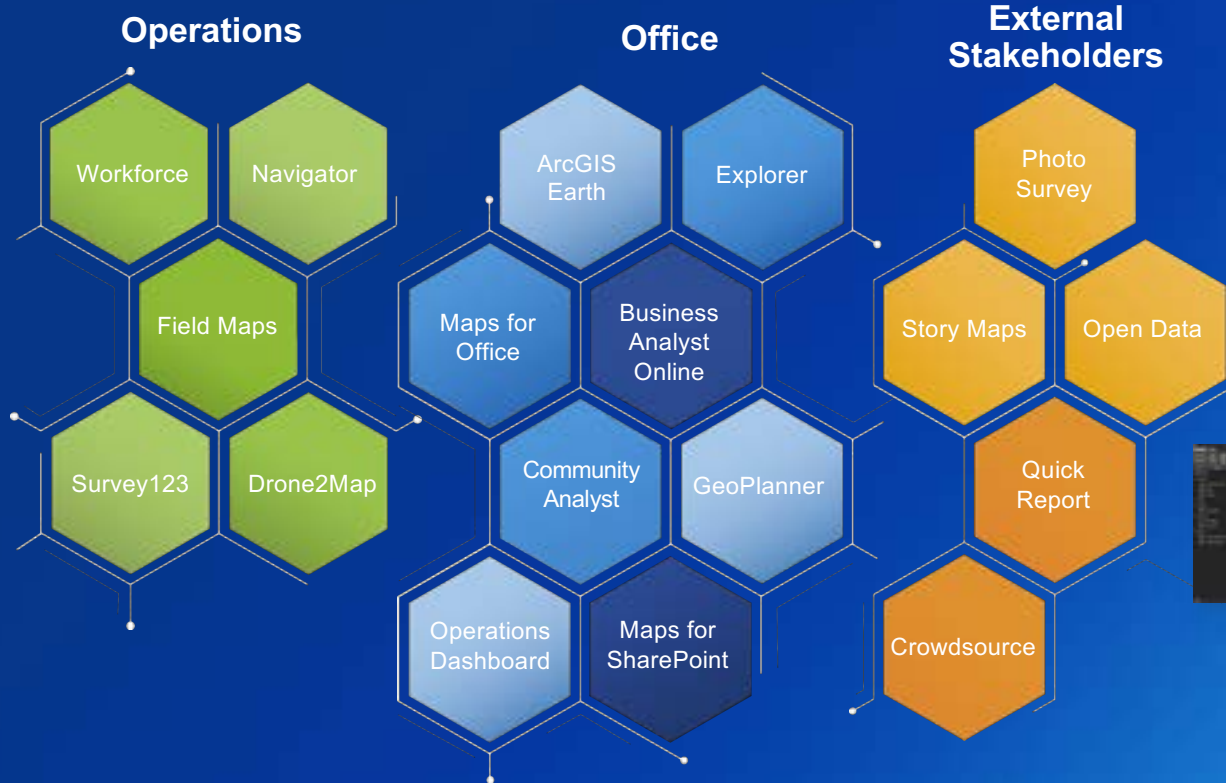 Operations
Workforce
Navigator
Field Maps
Survey123
Drone2Map
Office
ArcGIS
Earth
Explorer
Maps for
Office
Business
Analyst
Online
Community
Analyst
GeoPlanner
Operations
Dashboard
Maps for
SharePoint
External
Stakeholders
Photo
Survey
Story Maps
Open Data
Quick
Report
Crowdsource